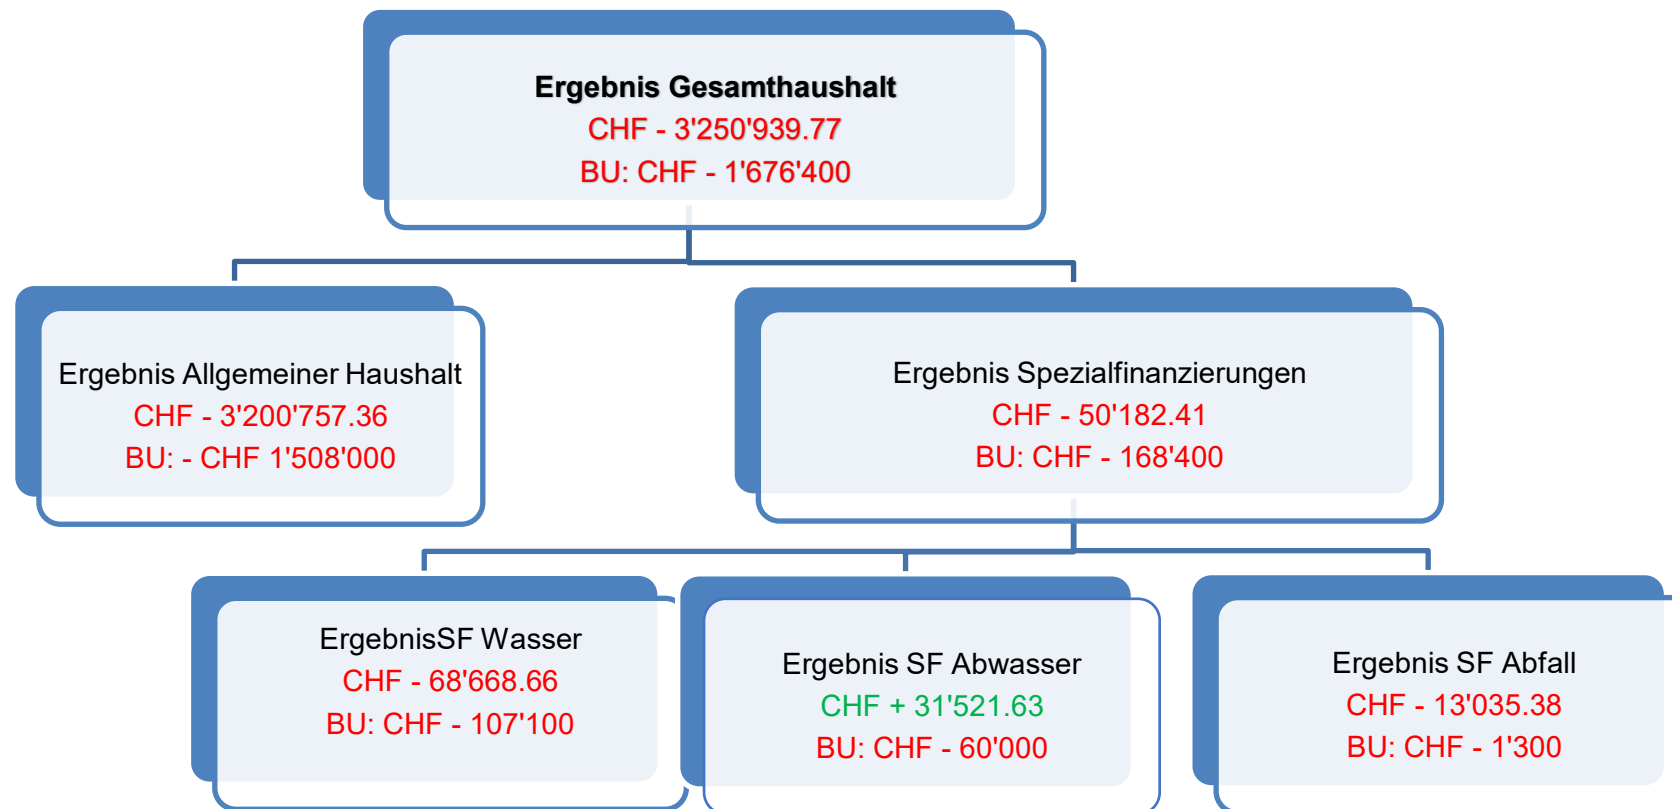 Ergebnis Gesamthaushalt
CHF - 3'250'939.77
BU: CHF - 1'676'400
Ergebnis Allgemeiner Haushalt
CHF - 3'200'757.36
BU: - CHF 1'508'000
Ergebnis Spezialfinanzierungen
CHF - 50'182.41
BU: CHF - 168'400
ErgebnisSF Wasser
CHF - 68'668.66
BU: CHF - 107'100
Ergebnis SF Abwasser
CHF + 31'521.63
BU: CHF - 60'000
Ergebnis SF Abfall
CHF - 13'035.38
BU: CHF - 1'300